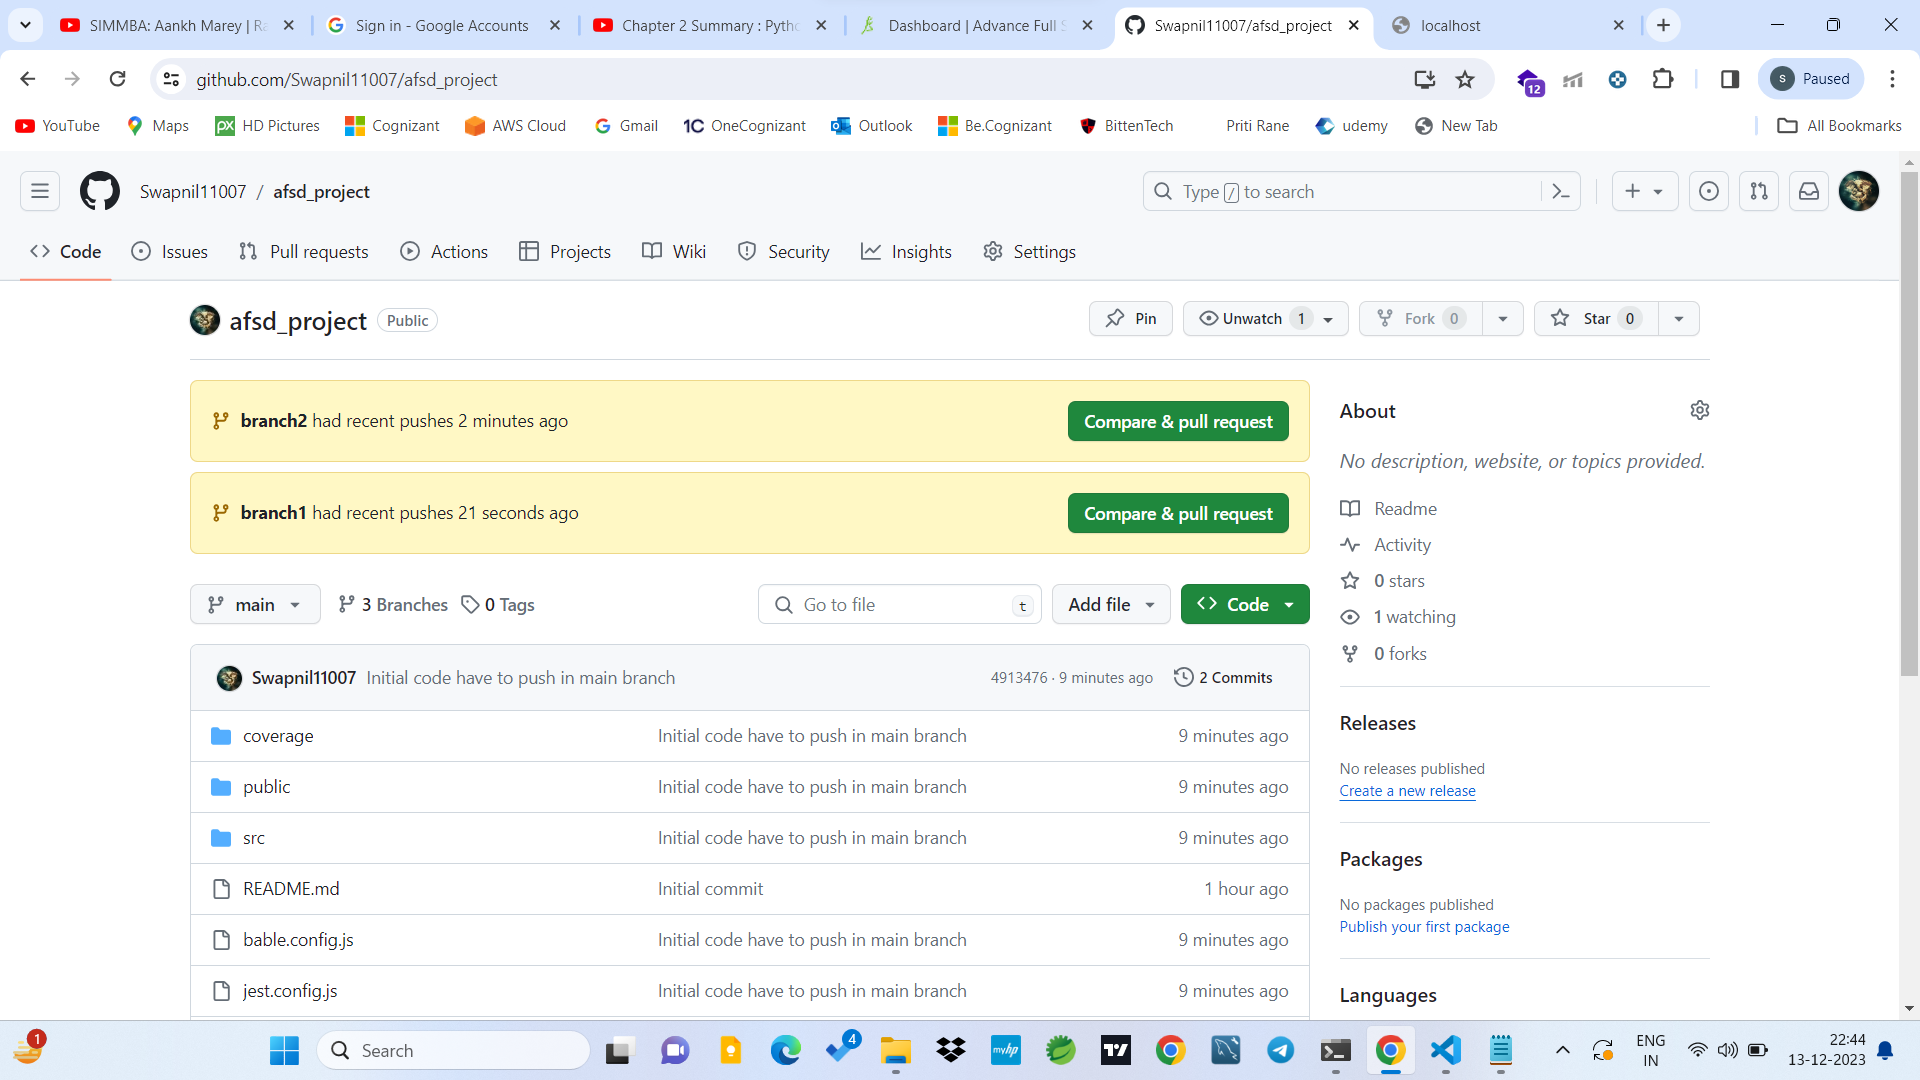 SIMMBA: Aankh Marey | Ra
Sign in - Google Accounts
Chapter 2 Summary : Pytho
Dashboard | Advance Full S
Swapnil11007/afsd_project
localhost
github.com/Swapnil11007/afsd_project
12
S
Paused
YouTube
Maps
HD Pictures
Cognizant
AWS Cloud
Gmail
OneCognizant
Outlook
Be.Cognizant
BittenTech
Priti Rane
udemy
New Tab
All Bookmarks
Swapnil11007 / afsd_project
Type / to search
Code
Issues
Pull requests
Actions
Projects
Wiki
Security
Insights
Settings
afsd_project Public
Pin
Unwatch 1
Fork 0
Star 0
branch2 had recent pushes 2 minutes ago
Compare & pull request
branch1 had recent pushes 21 seconds ago
Compare & pull request
main
3 Branches
0 Tags
Go to file t
Add file
Code
Swapnil11007 Initial code have to push in main branch 4913476 · 9 minutes ago 2 Commits
coverage Initial code have to push in main branch 9 minutes ago
public Initial code have to push in main branch 9 minutes ago
src Initial code have to push in main branch 9 minutes ago
README.md Initial commit 1 hour ago
bable.config.js Initial code have to push in main branch 9 minutes ago
jest.config.js Initial code have to push in main branch 9 minutes ago
About
No description, website, or topics provided.
Readme
Activity
0 stars
1 watching
0 forks
Releases
No releases published
Create a new release
Packages
No packages published
Publish your first package
Languages
1
Search
4
myhp
ENG
IN
22:44
13-12-2023